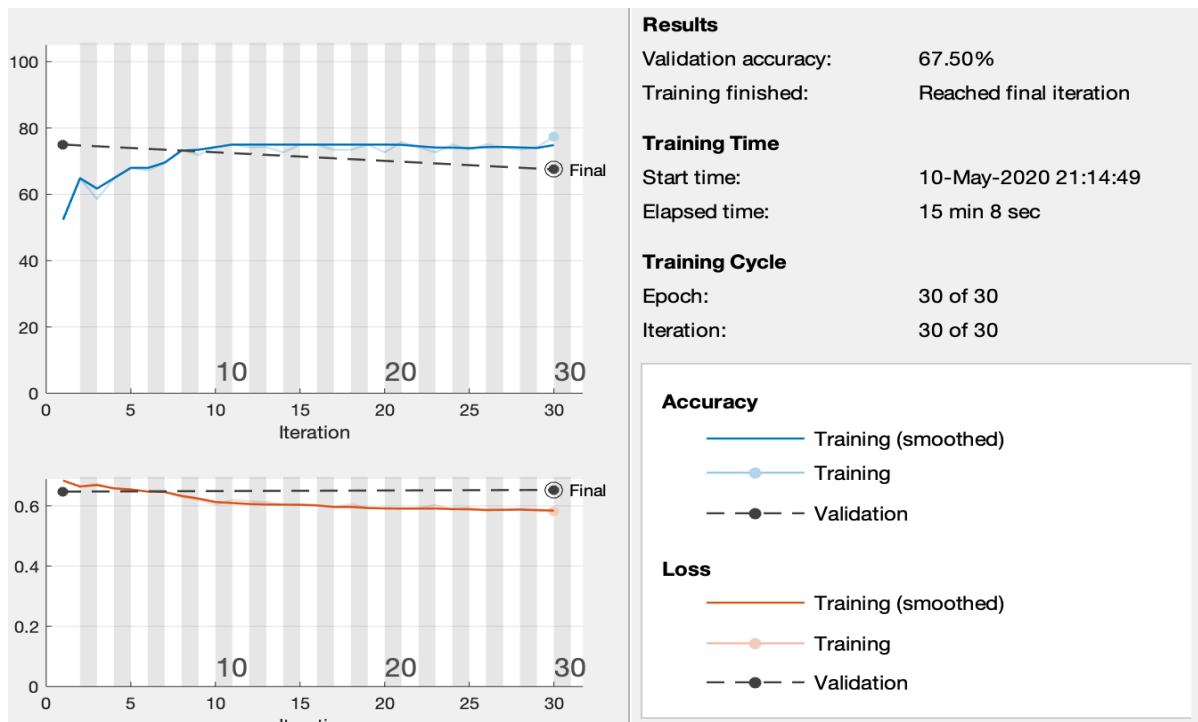 100
80
60
40
20
0
10
20
30
Final
0
5
10
15
20
25
30
Iteration
0.6
0.4
0.2
0
10
20
30
Final
0
5
10
15
20
25
30
Results
Validation accuracy: 67.50%
Training finished: Reached final iteration
Training Time
Start time: 10-May-2020 21:14:49
Elapsed time: 15 min 8 sec
Training Cycle
Epoch: 30 of 30
Iteration: 30 of 30
Accuracy
Training (smoothed)
Training
Validation
Loss
Training (smoothed)
Training
Validation